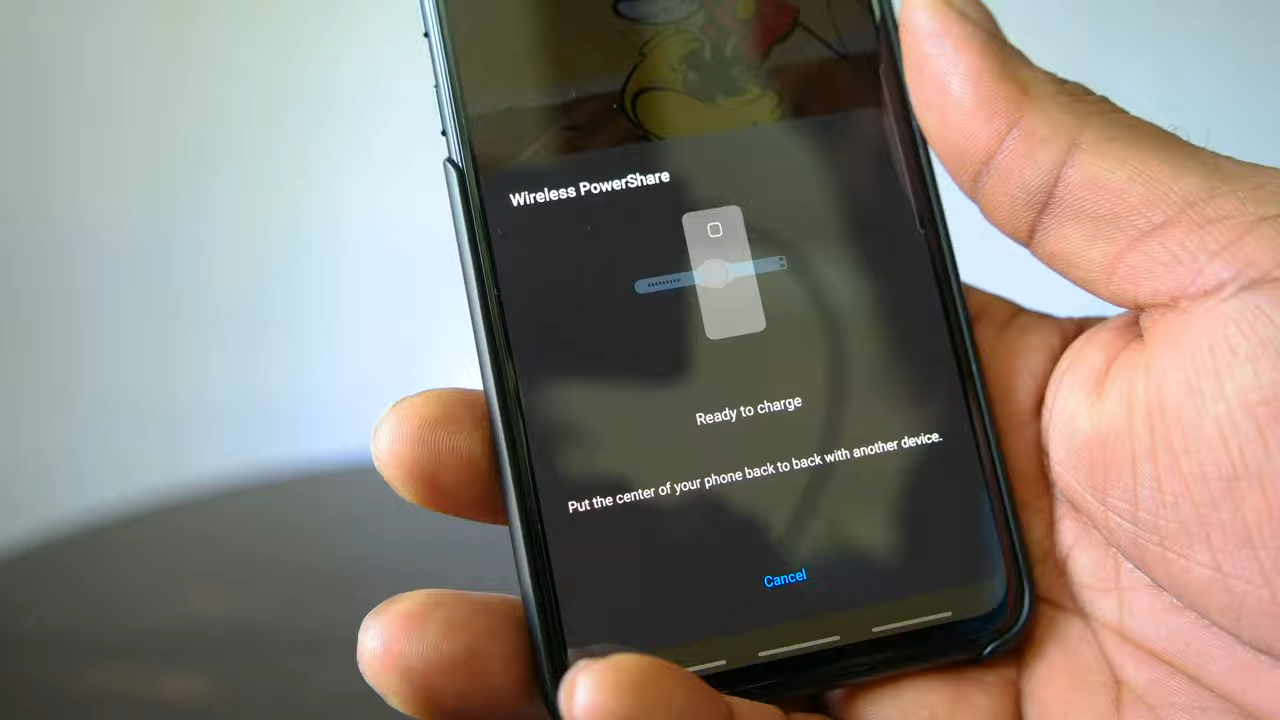 Wireless PowerShare
Ready to charge
Put the center of your phone back to back with another device.
Cancel